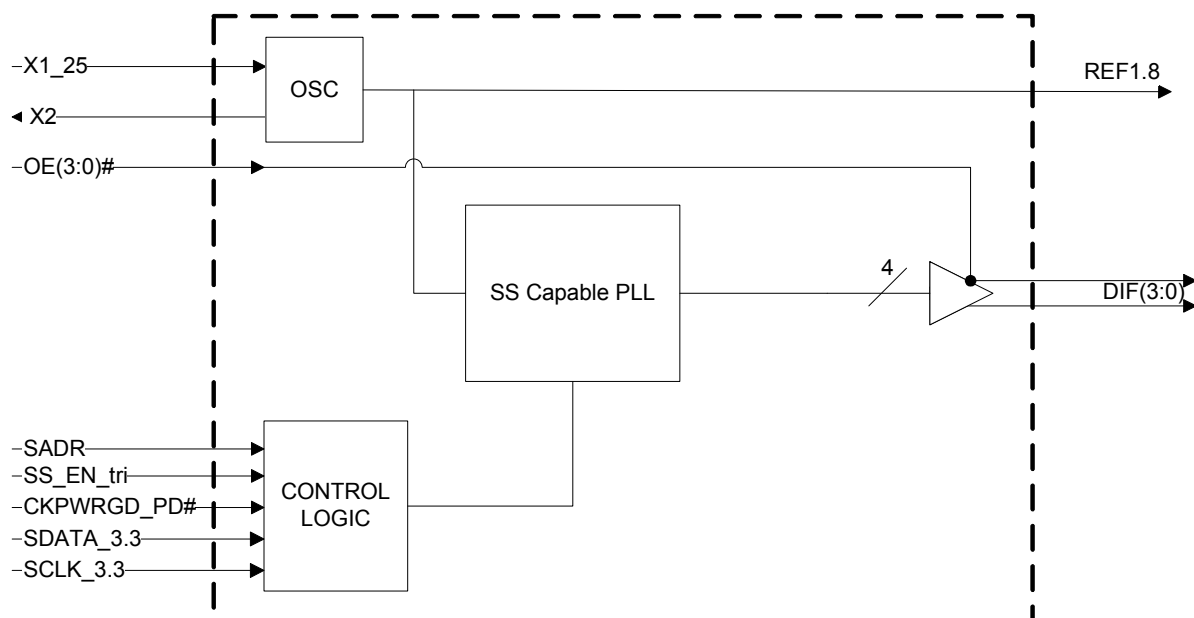 X1_25
OSC
REF1.8
X2
OE(3:0)#
4
SS Capable PLL
DIF(3:0)
SADR
SS_EN_tri
CKPWRGD_PD#
SDATA_3.3
SCLK_3.3
CONTROL
LOGIC